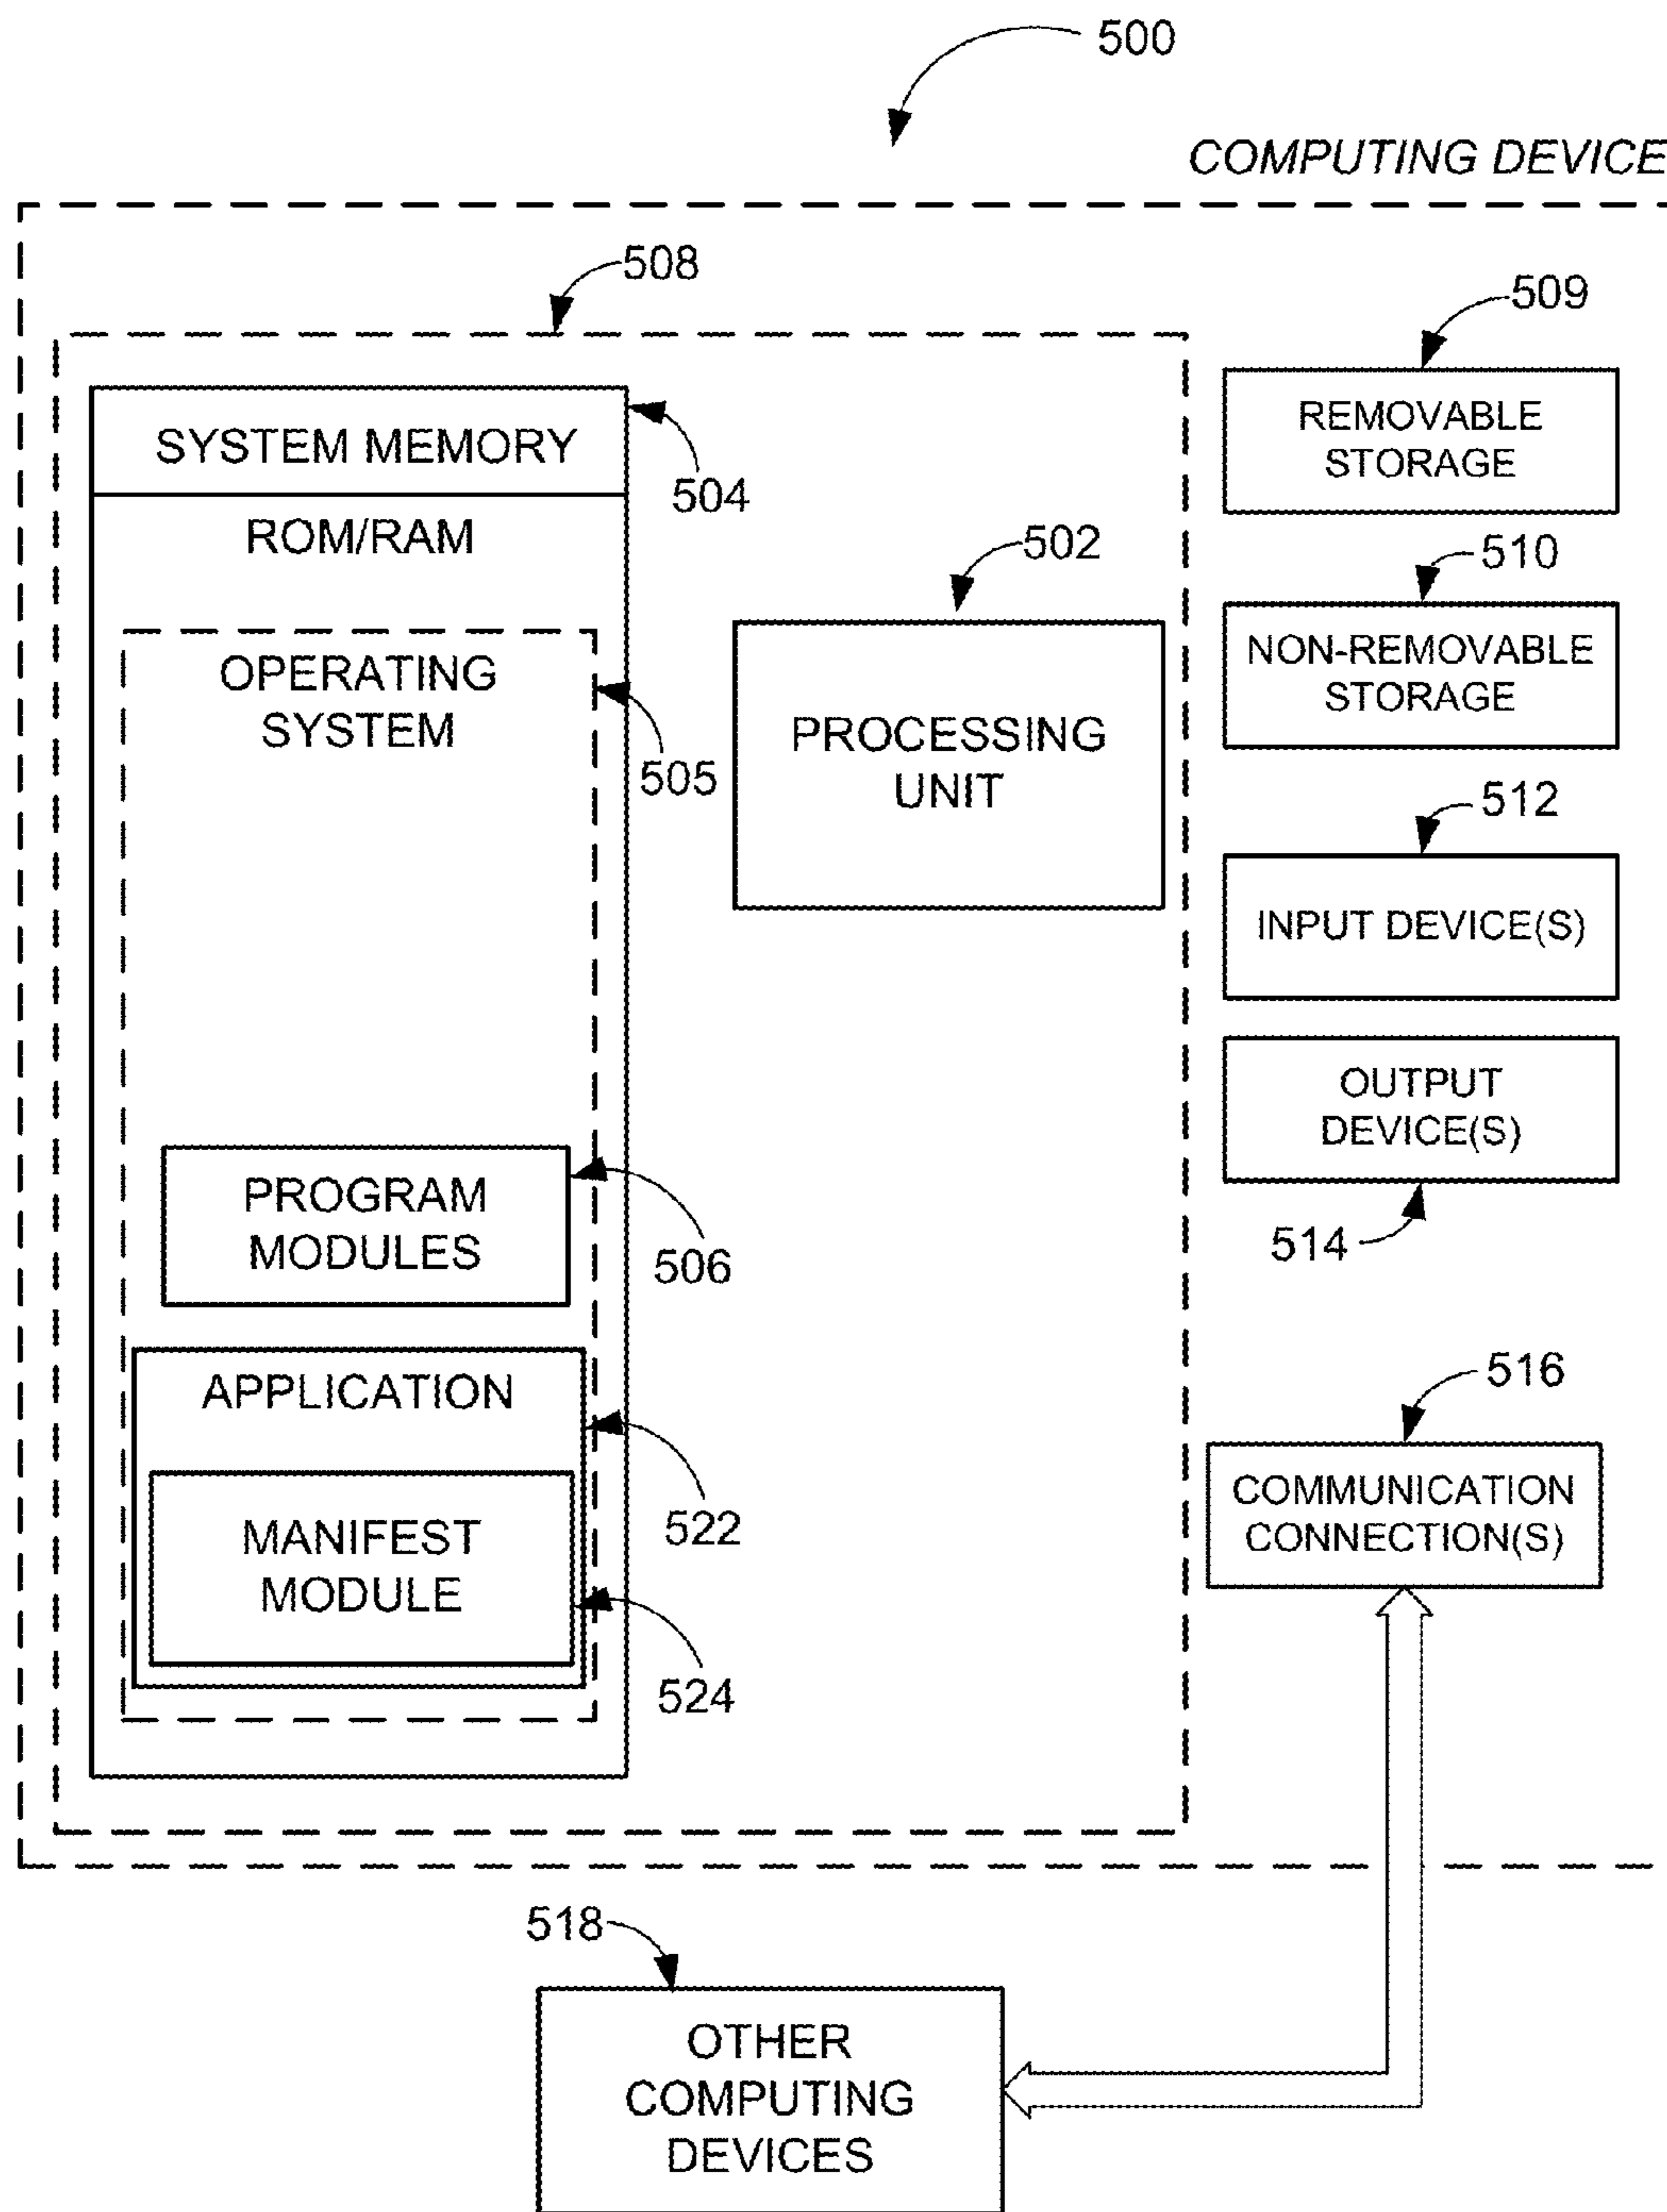 500
COMPUTING DEVICE
508
509
SYSTEM MEMORY
504
REMOVABLE
STORAGE
ROM/RAM
502
510
OPERATING
SYSTEM
505
PROCESSING
UNIT
NON-REMOVABLE
STORAGE
512
INPUT DEVICE(S)
OUTPUT
DEVICE(S)
514
PROGRAM
MODULES
506
APPLICATION
522
516
MANIFEST
MODULE
524
COMMUNICATION
CONNECTION(S)
518
OTHER
COMPUTING
DEVICES